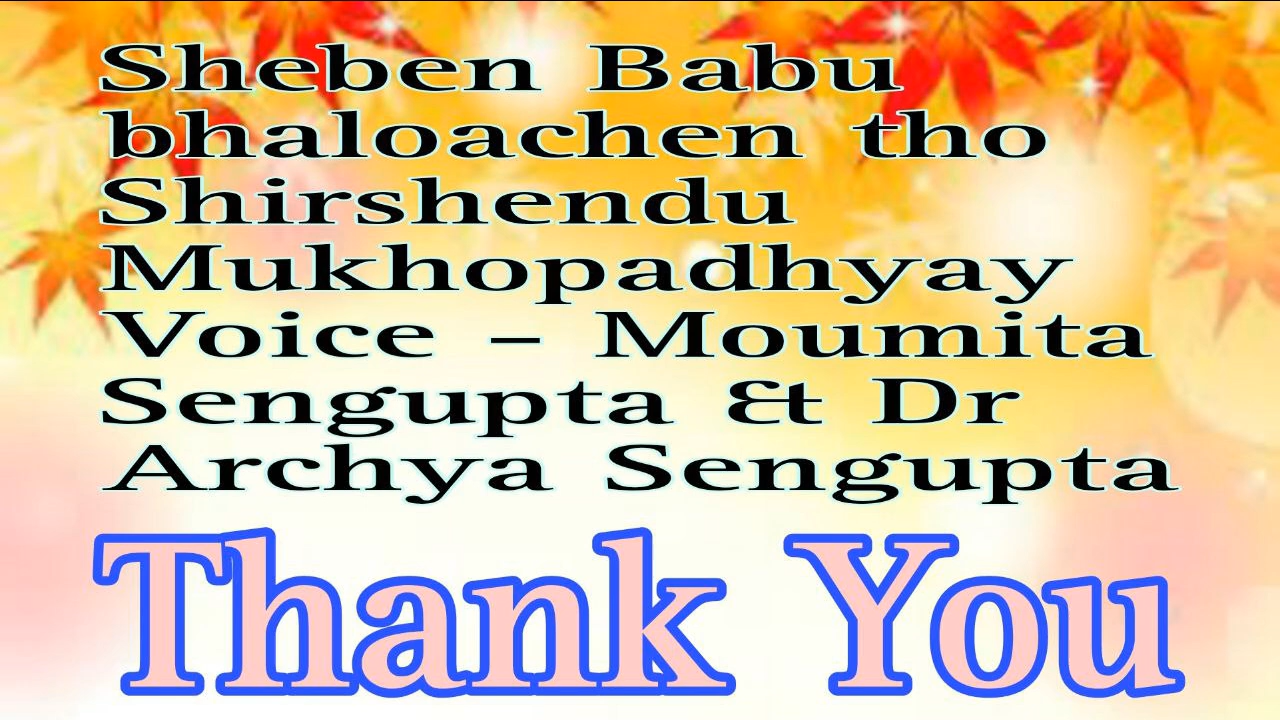 Sheben Babu
bhaloachen tho
Shirshendu
Mukhopadhyay
Voice - Moumita
Sengupta & Dr
Archya Sengupta
Thank You